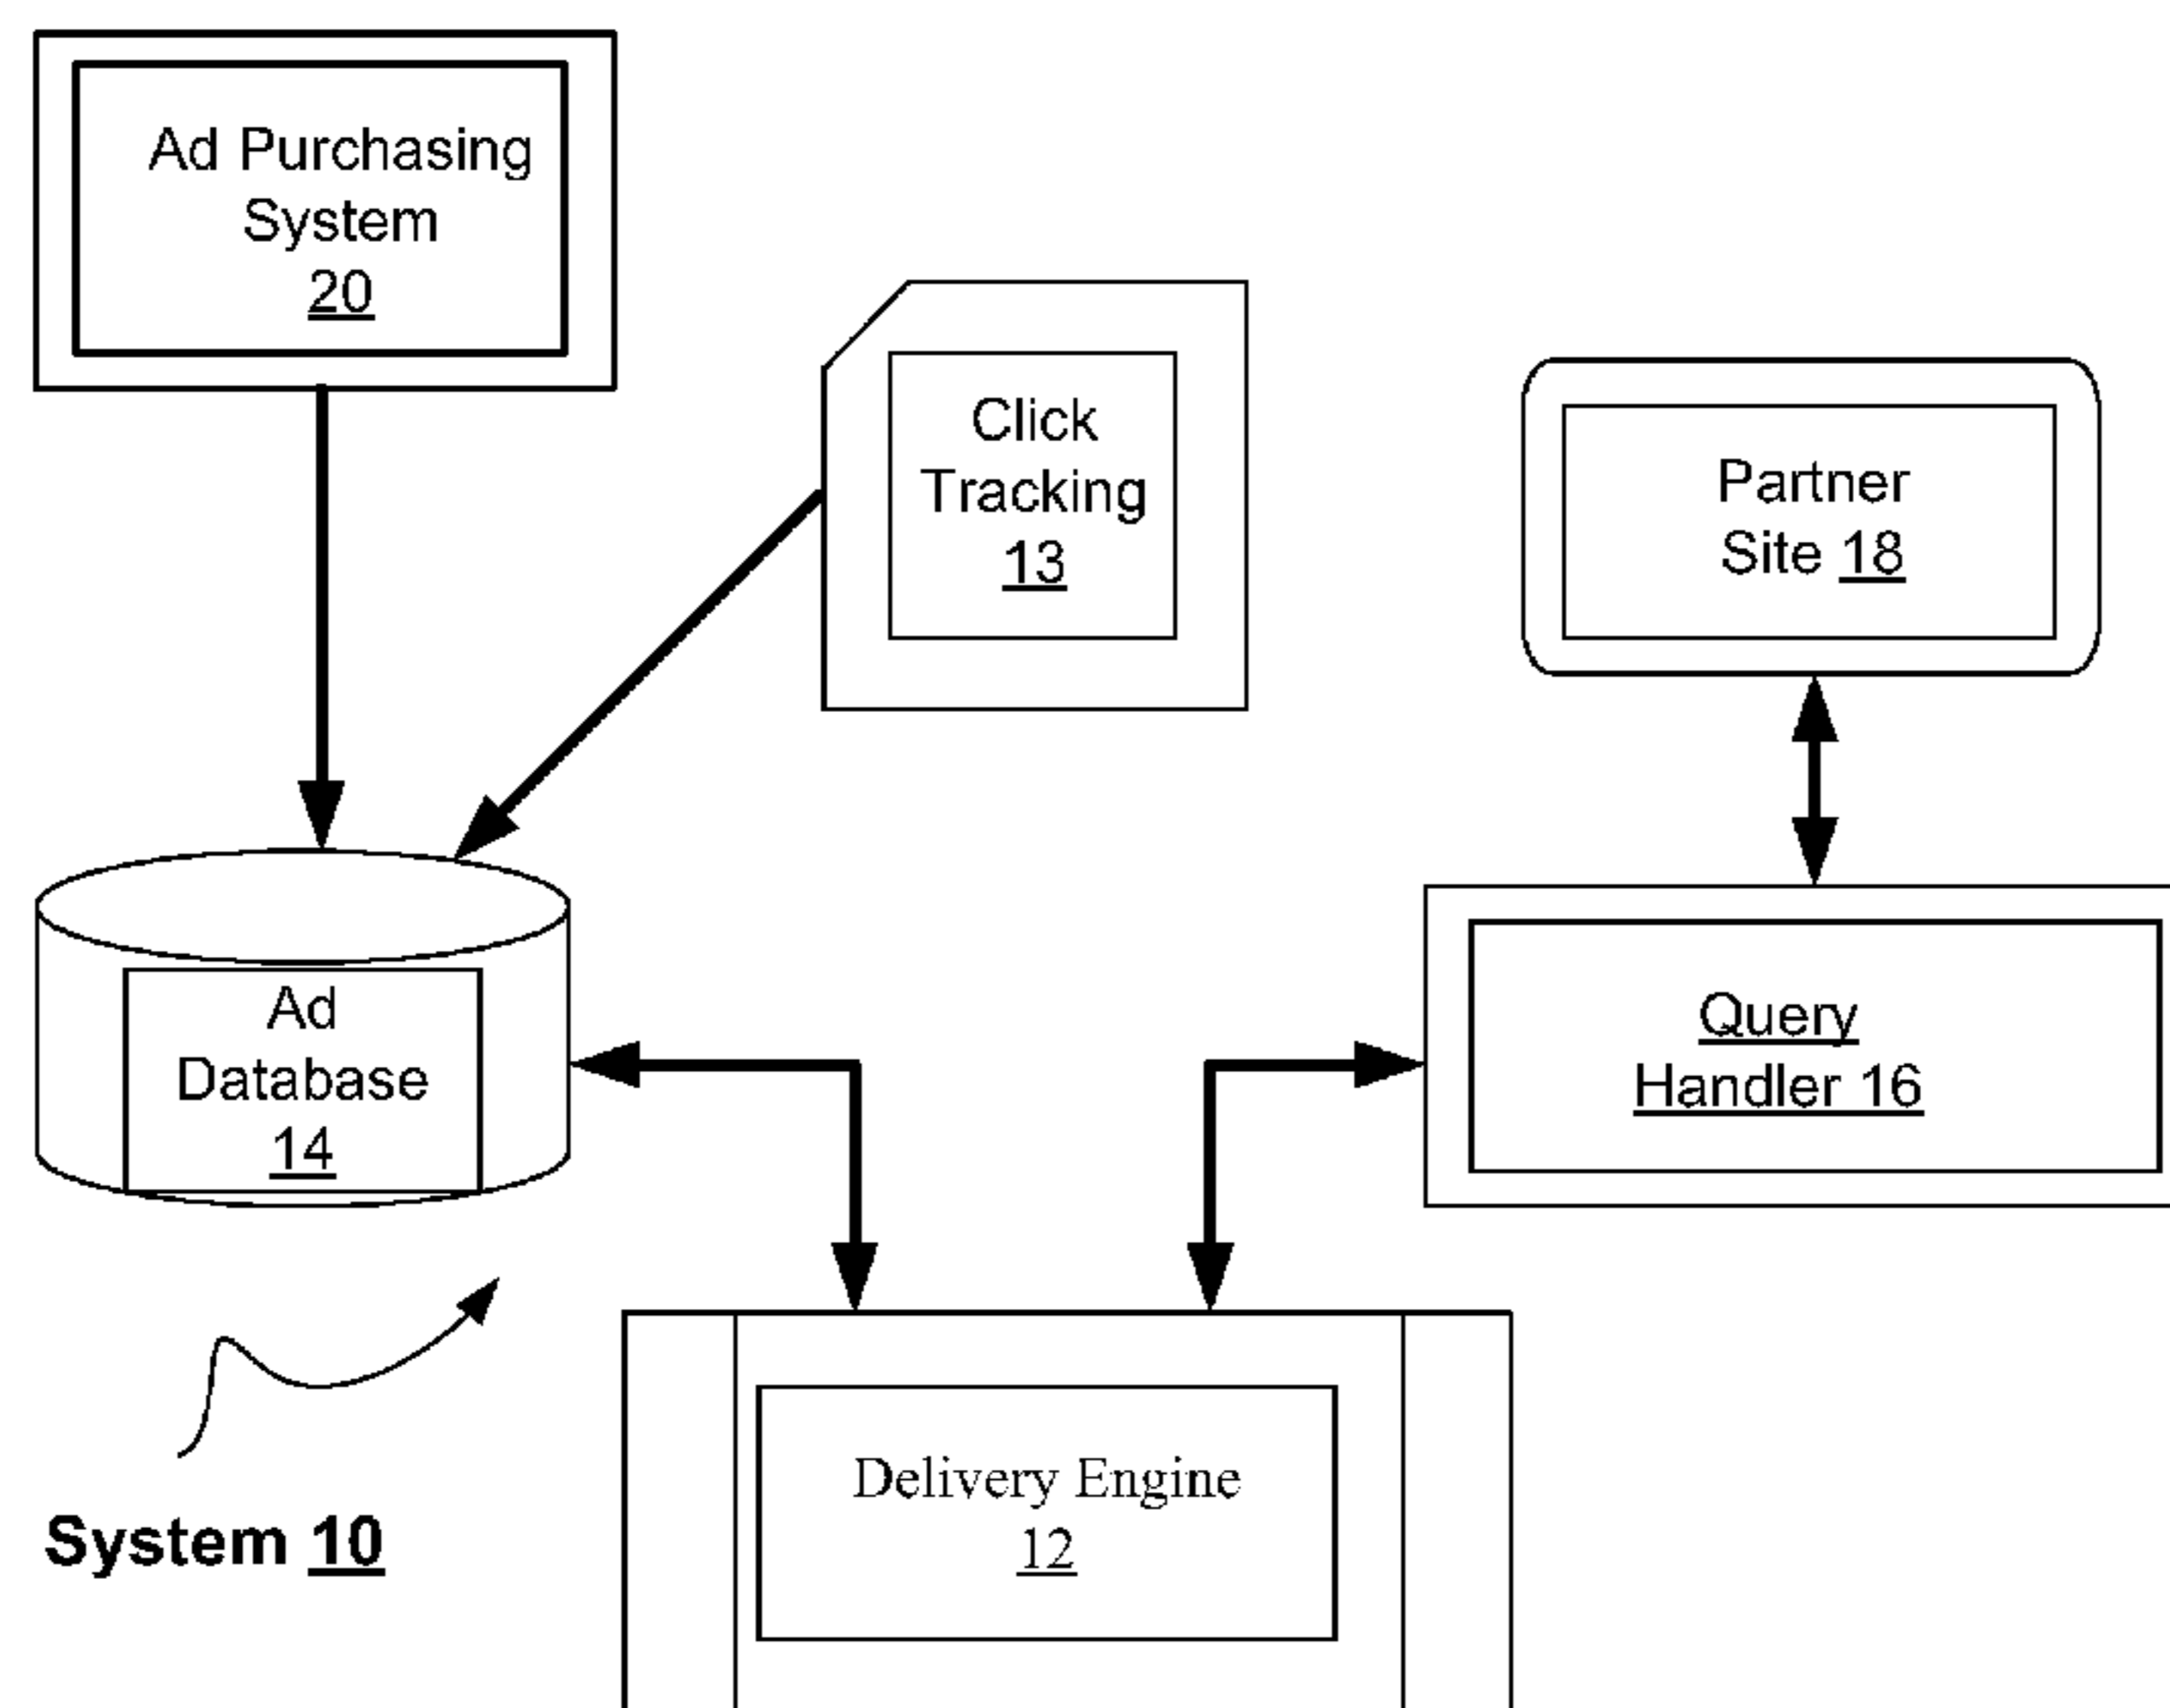 Ad Purchasing
System
20
Click
Tracking
13
Partner
Site 18
Ad
Database
14
Query
Handler 16
Delivery Engine
12
System 10